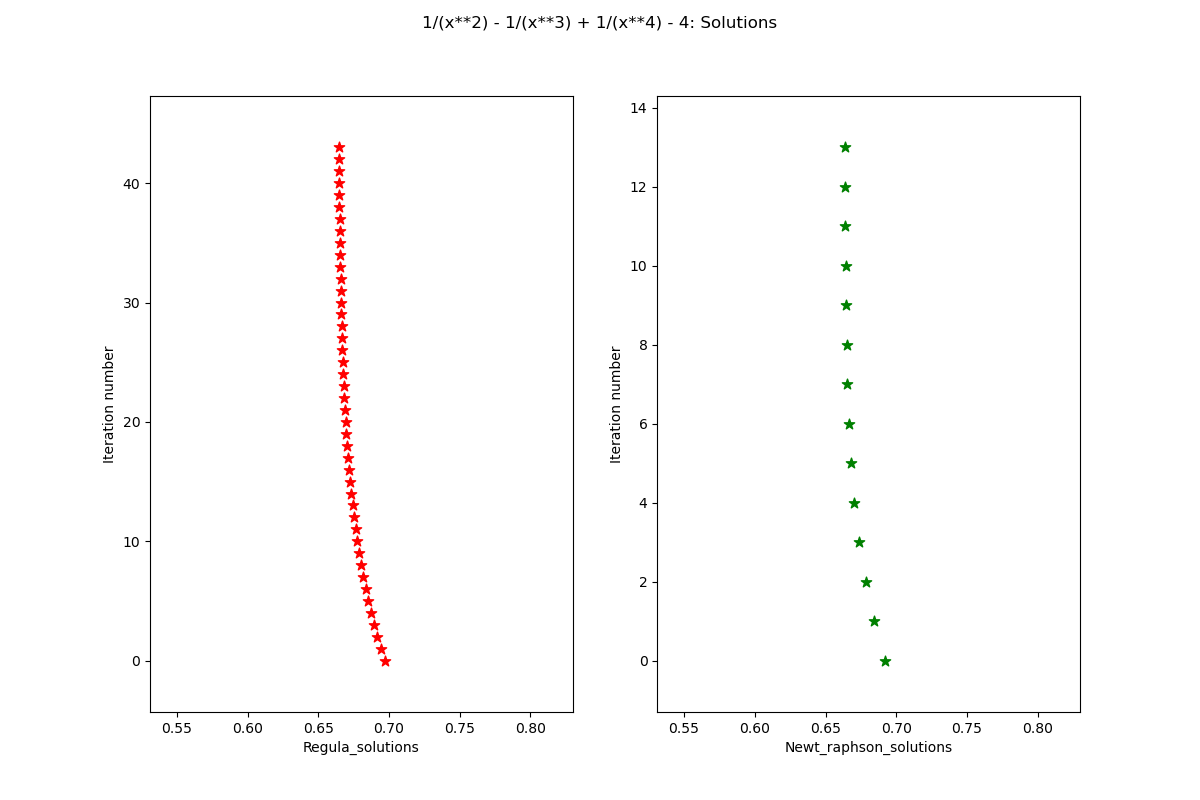 1/(x**2) - 1/(x**3) + 1/(x**4) - 4: Solutions
40
30
20
10
0
Iteration number
0.55 0.60 0.65 0.70 0.75 0.80
Regula_solutions
14
12
10
8
6
4
2
0
Iteration number
0.55 0.60 0.65 0.70 0.75 0.80
Newt_raphson_solutions